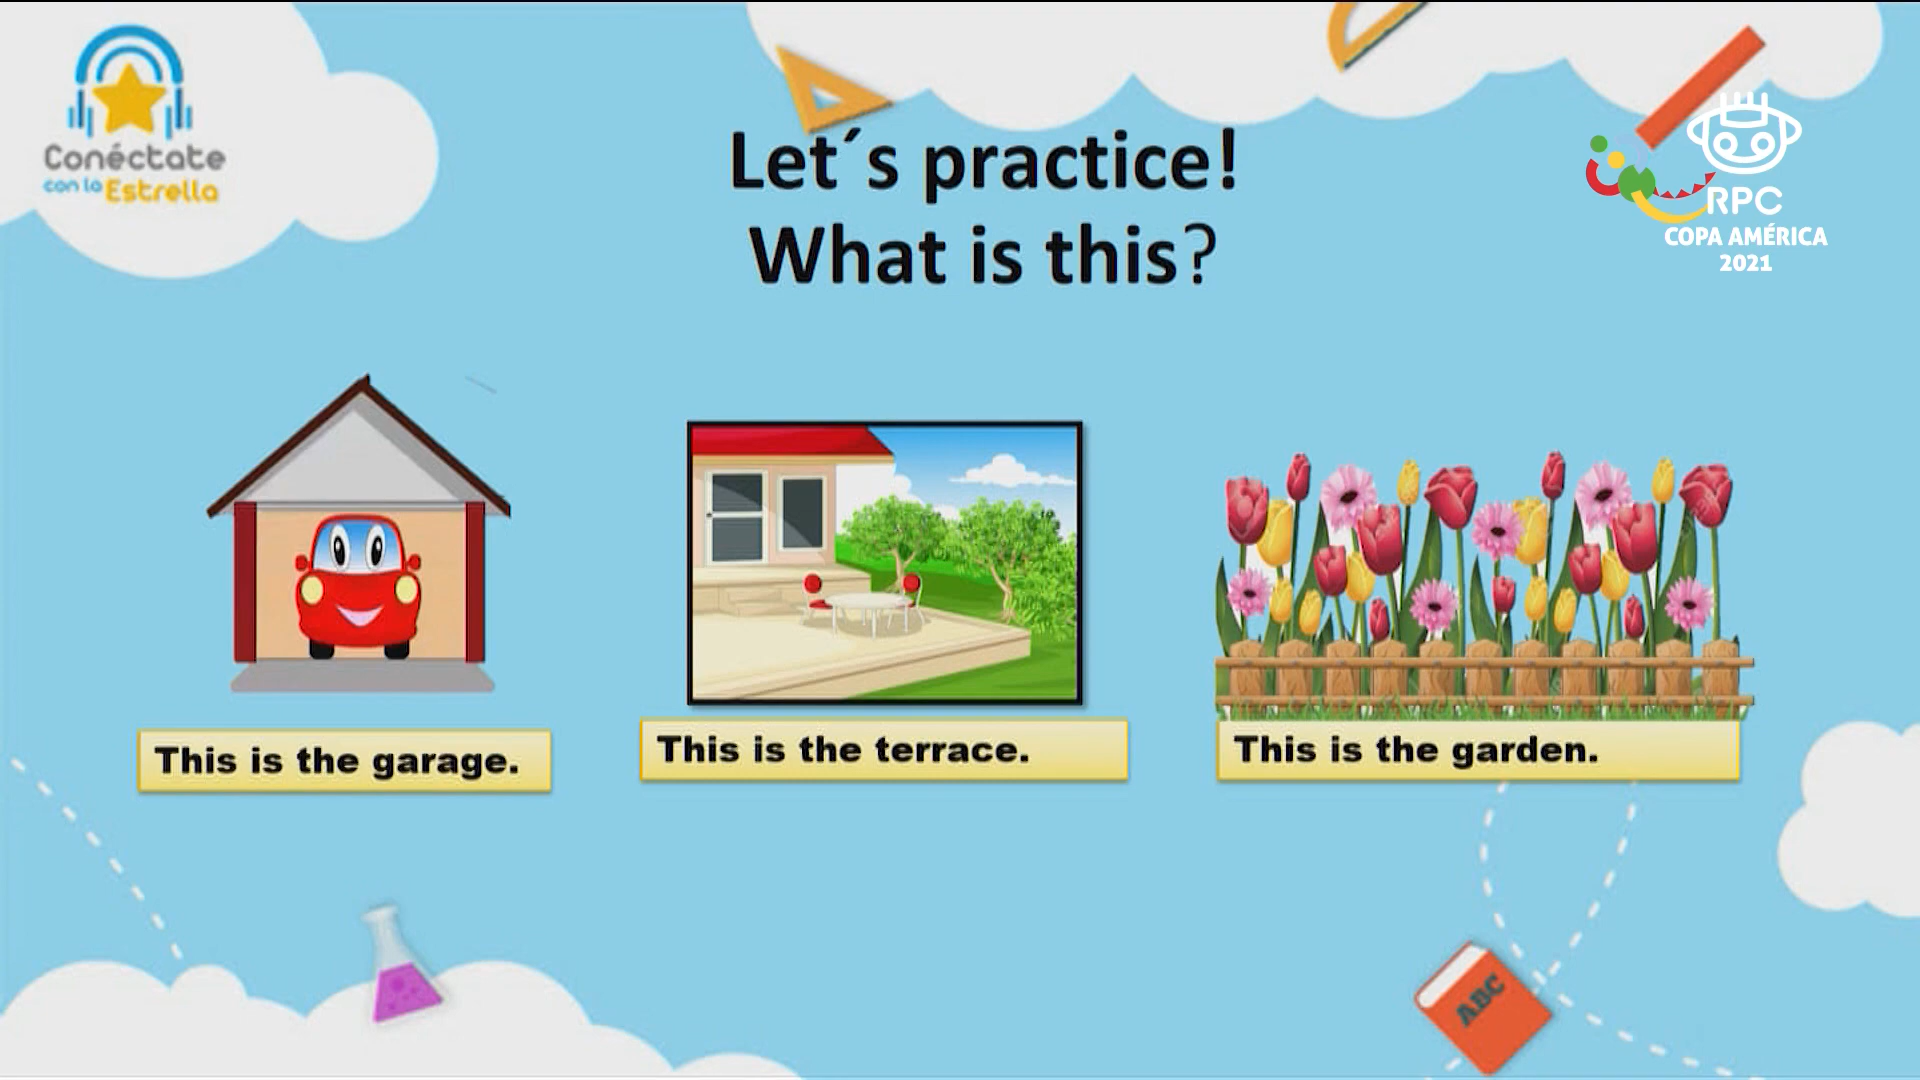 Conéctate
con la Estrella
Let´s practice!
What is this?
RPC
COPA AMÉRICA
2021
This is the garage.
This is the terrace.
This is the garden.
ABC